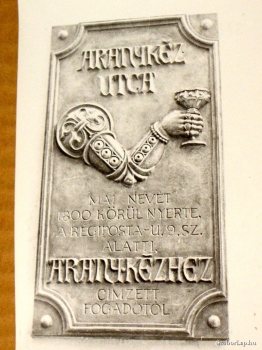 ARANYKÉZ
UTCA
MAI NEVÉT
1800 KÖRÜL NYERTE,
A RÉGIPOSTA-U. 9. SZ.
ALATTI,
ARANYKÉZHEZ
CÍMZETT
FOGADÓTÓL